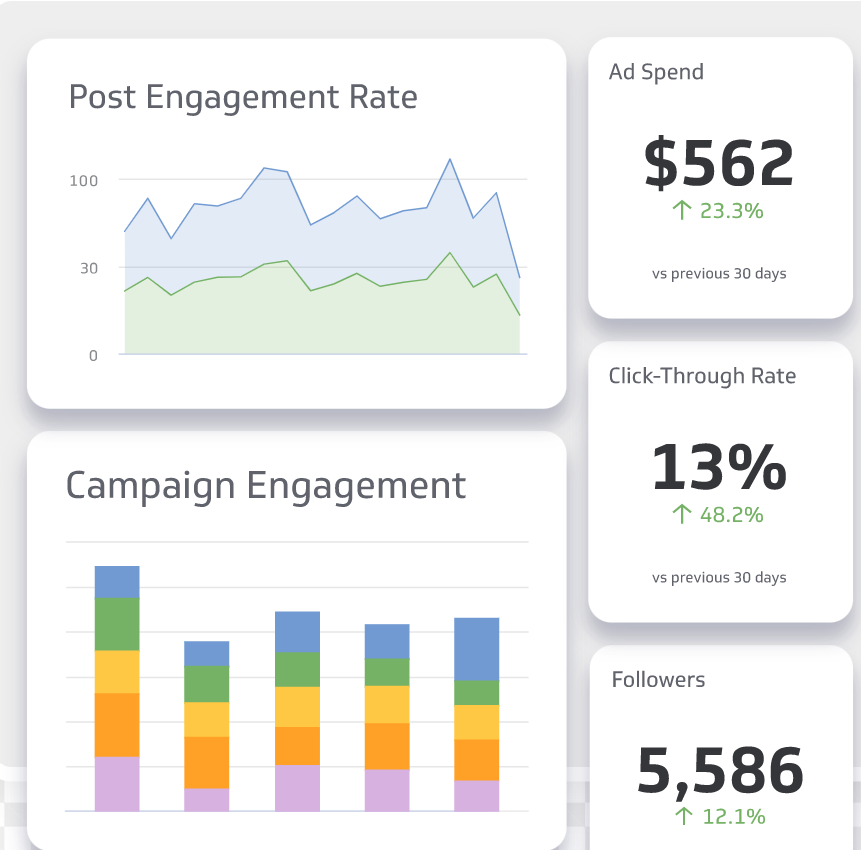 Post Engagement Rate
100
30
0
Campaign Engagement
Ad Spend
$562
↑ 23.3%
vs previous 30 days
Click-Through Rate
13%
↑ 48.2%
vs previous 30 days
Followers
5,586
↑ 12.1%